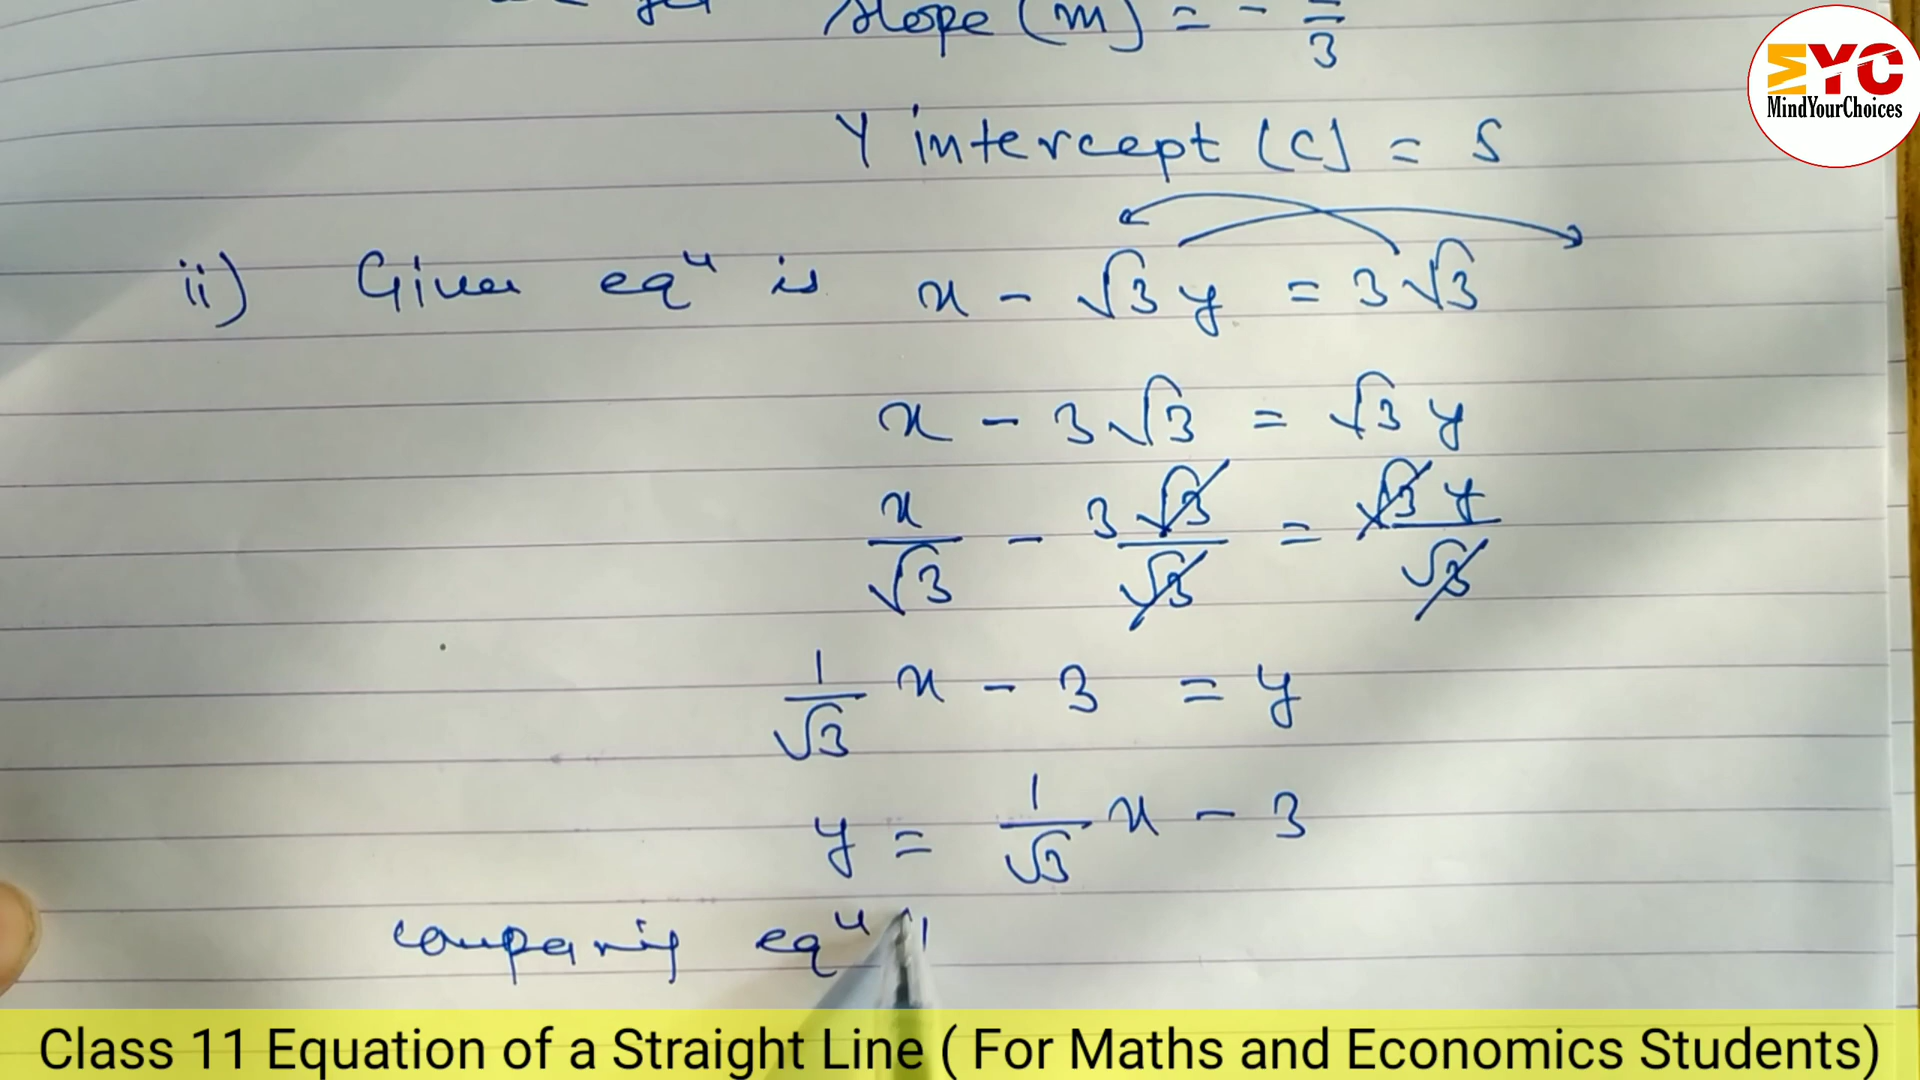 slope (m) = - /3
MYC
MindYourChoices
Y intercept (c) = 5
ii) Given eqn is x - √3 y = 3√3
x - 3√3 = √3 y
x/√3 - 3√3/√3 = √3 y/√3
1/√3 x - 3 = y
y = 1/√3 x - 3
comparing eqn
Class 11 Equation of a Straight Line ( For Maths and Economics Students)